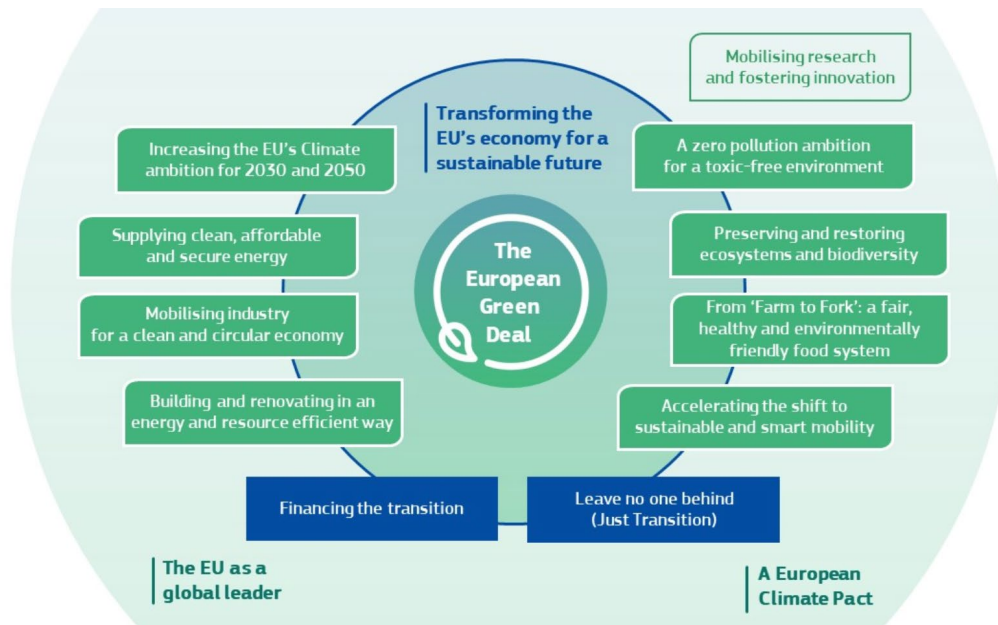 Mobilising research
and fostering innovation
Transforming the
EU's economy for a
sustainable future
Increasing the EU's Climate
ambition for 2030 and 2050
A zero pollution ambition
for a toxic-free environment
Supplying clean, affordable
and secure energy
Preserving and restoring
ecosystems and biodiversity
The
European
Green
Deal
Mobilising industry
for a clean and circular economy
From ‘Farm to Fork’: a fair,
healthy and environmentally
friendly food system
Building and renovating in an
energy and resource efficient way
Accelerating the shift to
sustainable and smart mobility
Financing the transition
Leave no one behind
(Just Transition)
The EU as a
global leader
A European
Climate Pact